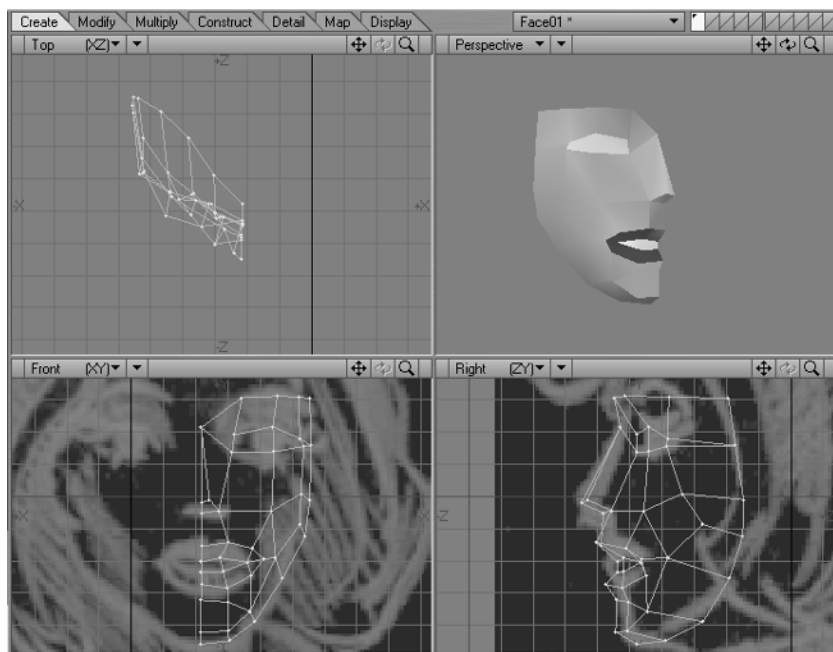 Create Modify Multiply Construct Detail Map Display Face01 *
Top (XZ) Perspective
+Z
-X +X
-Z
Front (XY) Right (ZY)
-X X -Z